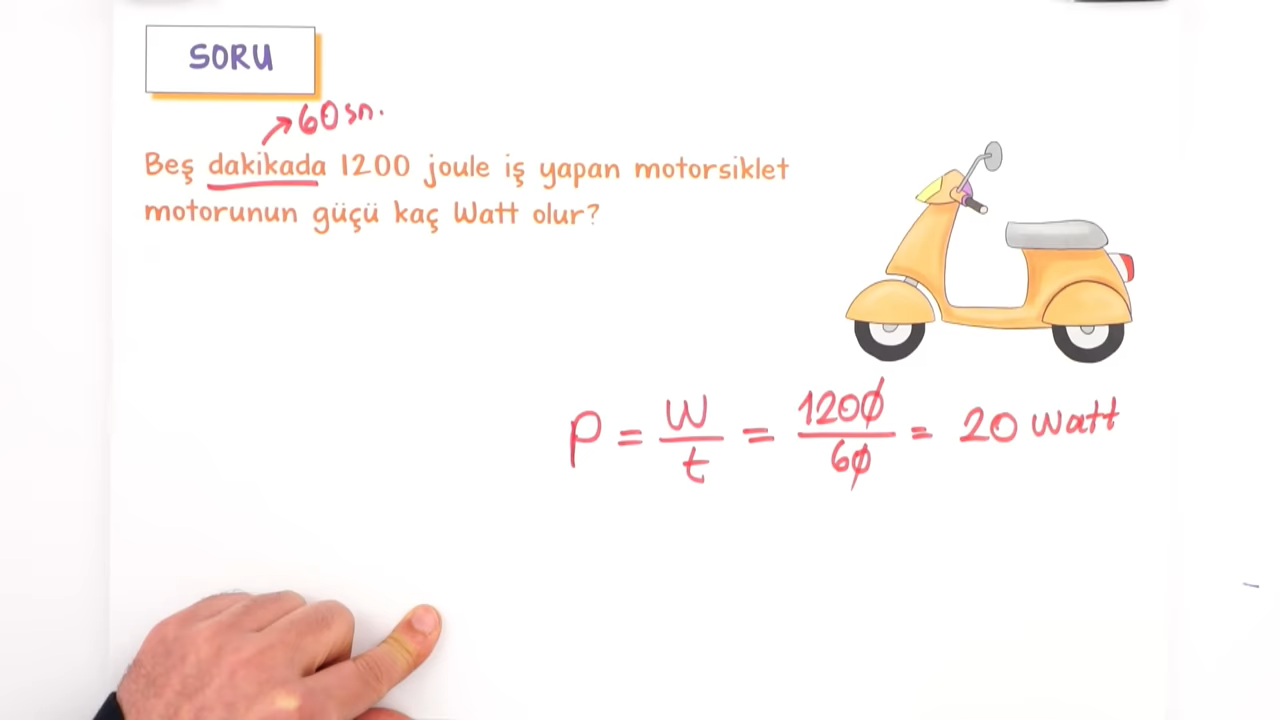 SORU
→ 60 sn.
Beş dakikada 1200 joule iş yapan motorsiklet
motorunun güçü kaç Watt olur?
P = W/t = 1200/60 = 20 watt